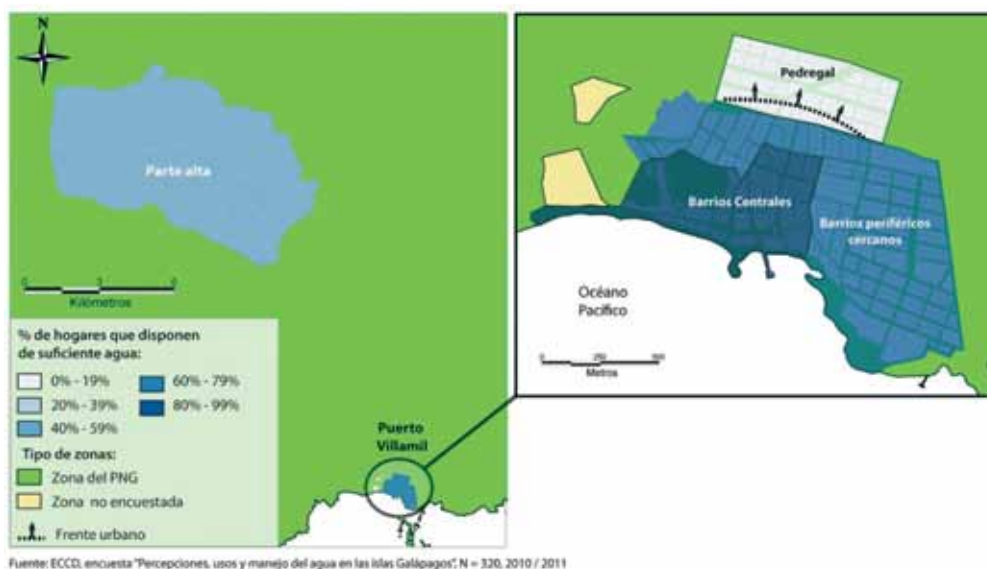 N
Parte alta
Kilómetros
% de hogares que disponen
de suficiente agua:
0% - 19%
60% - 79%
20% - 39%
80% - 99%
40% - 59%
Tipo de zonas:
Zona del PNG
Zona no encuestada
Frente urbano
Puerto
Villamil
Pedregal
Barrios Centrales
Barrios periféricos
cercanos
Océano
Pacífico
0
Metros
Fuente: ECCD, encuesta "Percepciones, usos y manejo del agua en las islas Galápagos", N = 320, 2010 / 2011